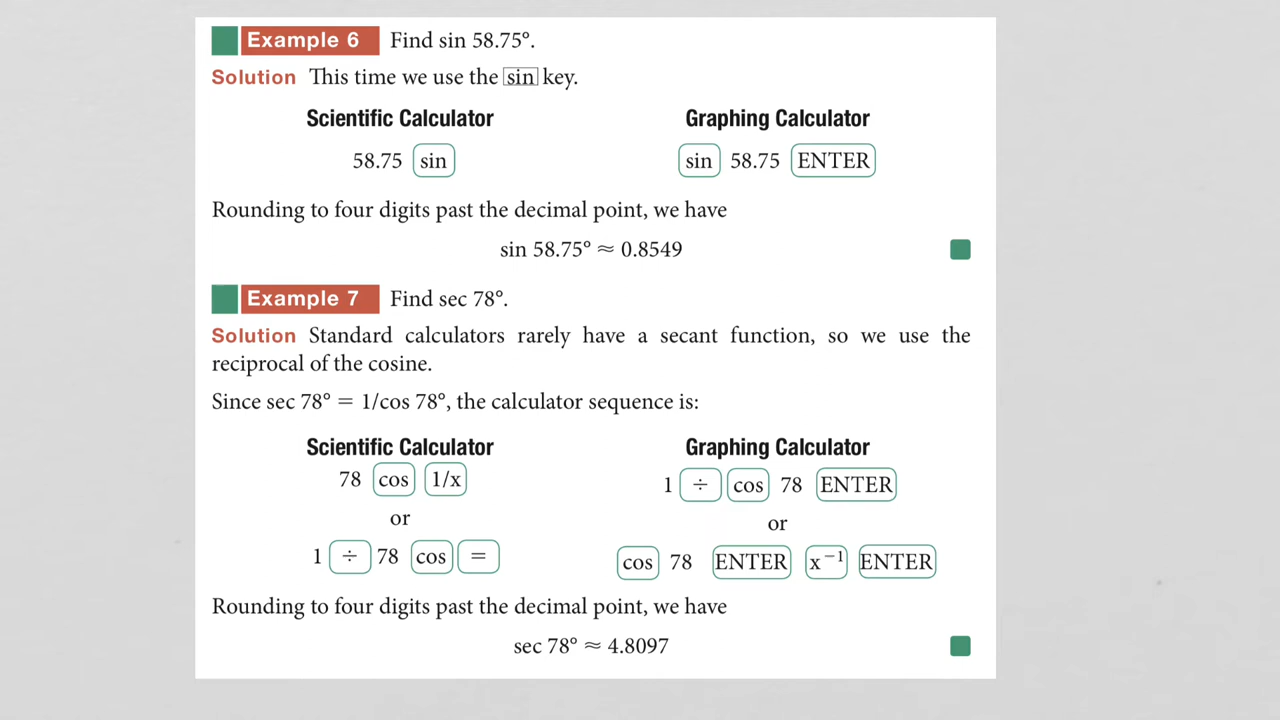 Example 6 Find sin 58.75°.
Solution This time we use the sin key.
Scientific Calculator Graphing Calculator
58.75 sin sin 58.75 ENTER
Rounding to four digits past the decimal point, we have
sin 58.75° ≈ 0.8549
Example 7 Find sec 78°.
Solution Standard calculators rarely have a secant function, so we use the
reciprocal of the cosine.
Since sec 78° = 1/cos 78°, the calculator sequence is:
Scientific Calculator Graphing Calculator
78 cos 1/x 1 ÷ cos 78 ENTER
or or
1 ÷ 78 cos = cos 78 ENTER x⁻¹ ENTER
Rounding to four digits past the decimal point, we have
sec 78° ≈ 4.8097